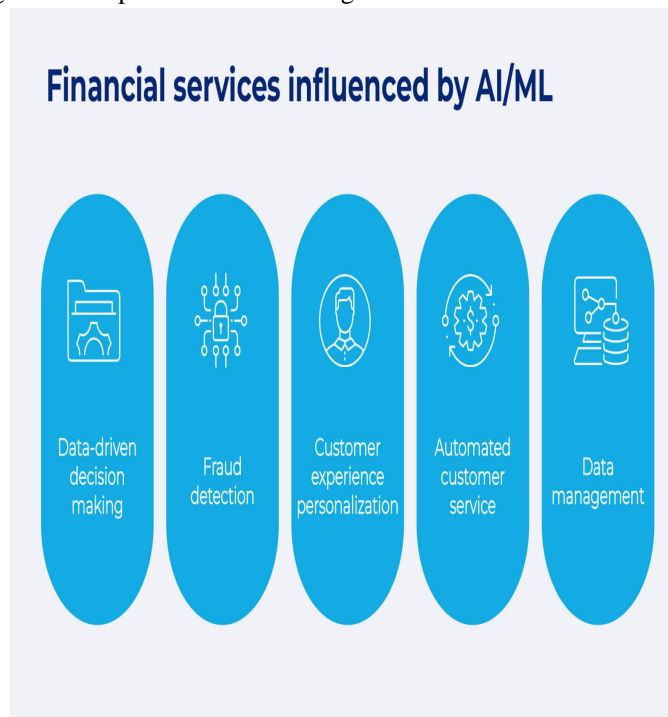 Financial services influenced by AI/ML
Data-driven
decision
making
Fraud
detection
Customer
experience
personalization
Automated
customer
service
Data
management